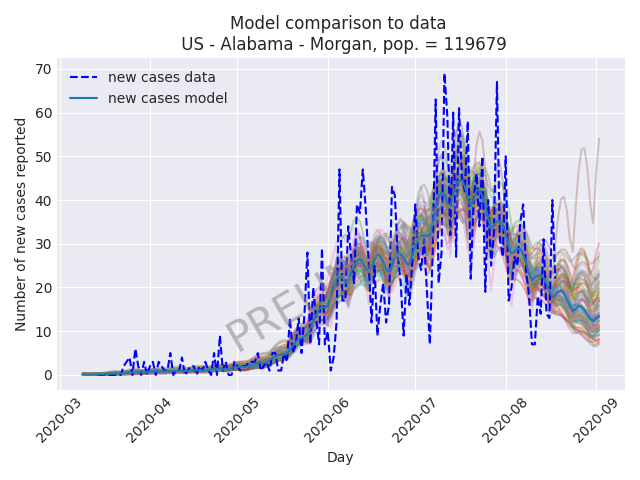 Model comparison to data
US - Alabama - Morgan, pop. = 119679
new cases data
new cases model
Number of new cases reported
70
60
50
40
30
20
10
0
2020-03
2020-04
2020-05
2020-06
2020-07
2020-08
2020-09
Day